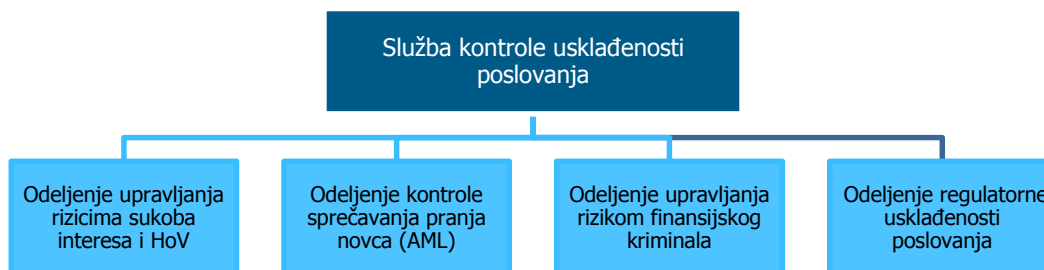 Služba kontrole usklađenosti
poslovanja
Odeljenje upravljanja
rizicima sukoba
interesa i HoV
Odeljenje kontrole
sprečavanja pranja
novca (AML)
Odeljenje upravljanja
rizikom finansijskog
kriminala
Odeljenje regulatorne
usklađenosti
poslovanja